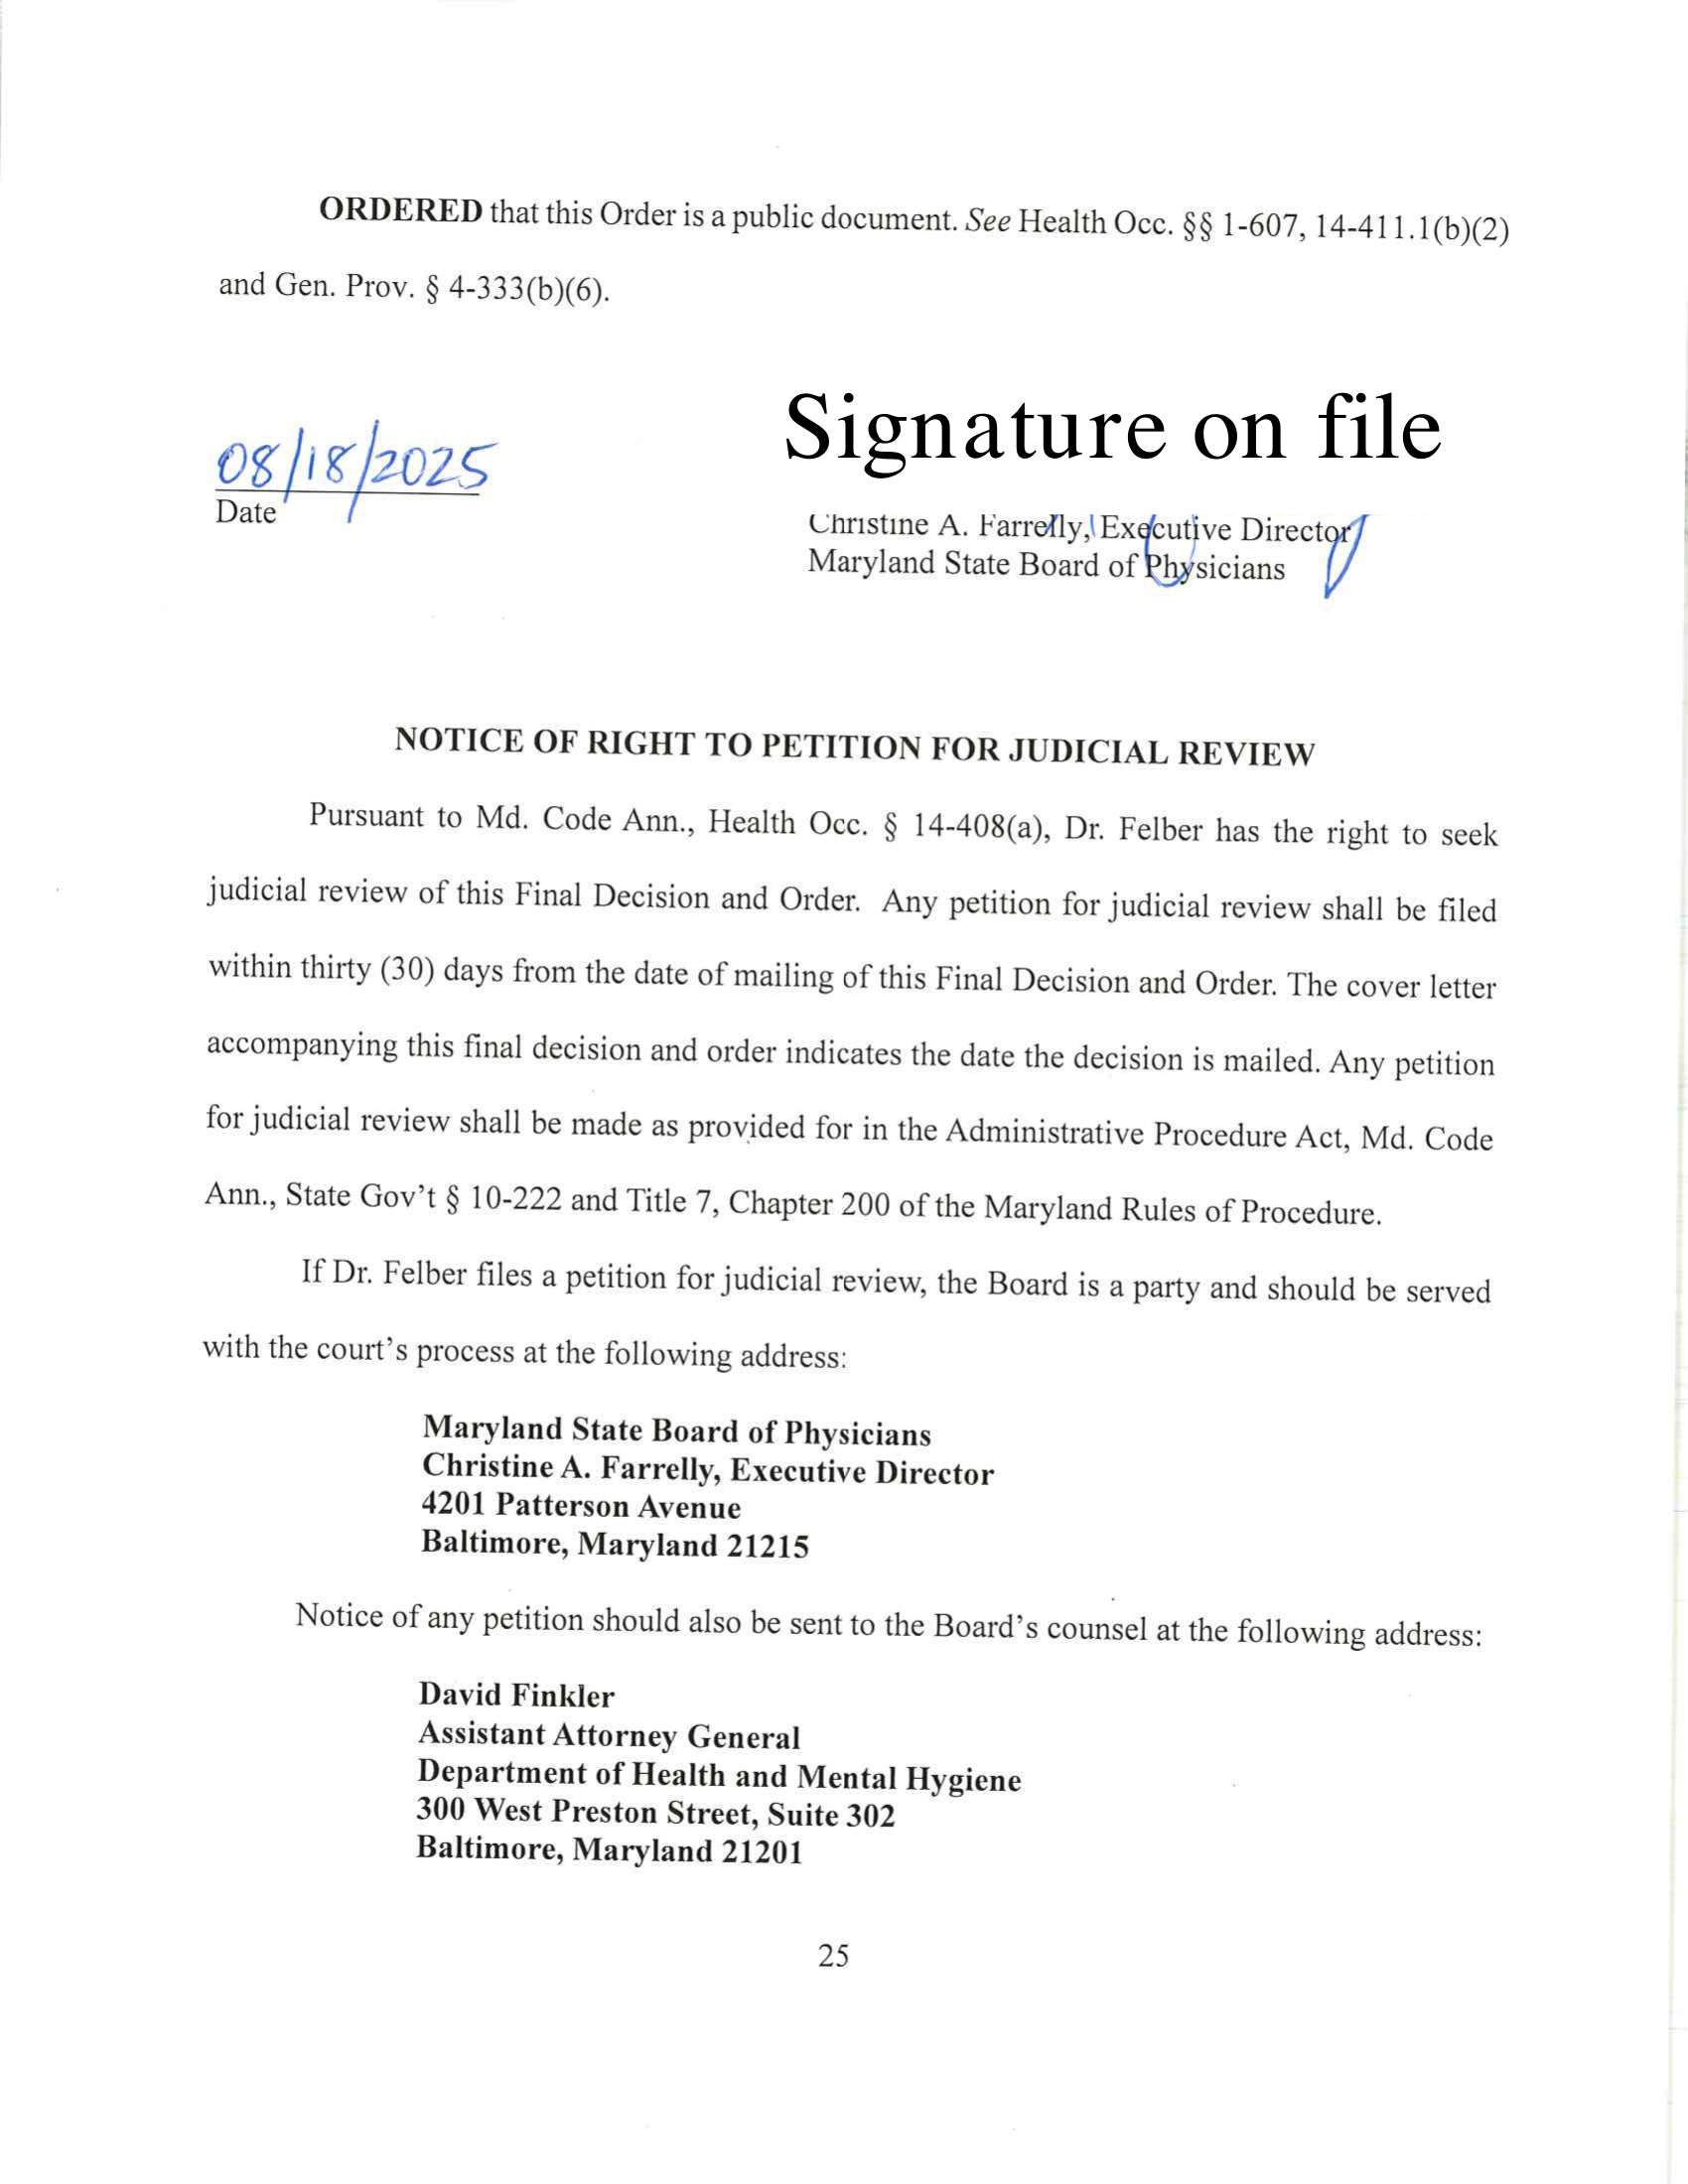 ORDERED that this Order is a public document. See Health Occ. §§ 1-607, 14-411.1(b)(2)
and Gen. Prov. § 4-333(b)(6).
08/18/2025
Date
Signature on file
Christine A. Farrelly, Executive Director
Maryland State Board of Physicians
NOTICE OF RIGHT TO PETITION FOR JUDICIAL REVIEW
Pursuant to Md. Code Ann., Health Occ. § 14-408(a), Dr. Felber has the right to seek
judicial review of this Final Decision and Order. Any petition for judicial review shall be filed
within thirty (30) days from the date of mailing of this Final Decision and Order. The cover letter
accompanying this final decision and order indicates the date the decision is mailed. Any petition
for judicial review shall be made as provided for in the Administrative Procedure Act, Md. Code
Ann., State Gov't § 10-222 and Title 7, Chapter 200 of the Maryland Rules of Procedure.
If Dr. Felber files a petition for judicial review, the Board is a party and should be served
with the court's process at the following address:
Maryland State Board of Physicians
Christine A. Farrelly, Executive Director
4201 Patterson Avenue
Baltimore, Maryland 21215
Notice of any petition should also be sent to the Board's counsel at the following address:
David Finkler
Assistant Attorney General
Department of Health and Mental Hygiene
300 West Preston Street, Suite 302
Baltimore, Maryland 21201
25